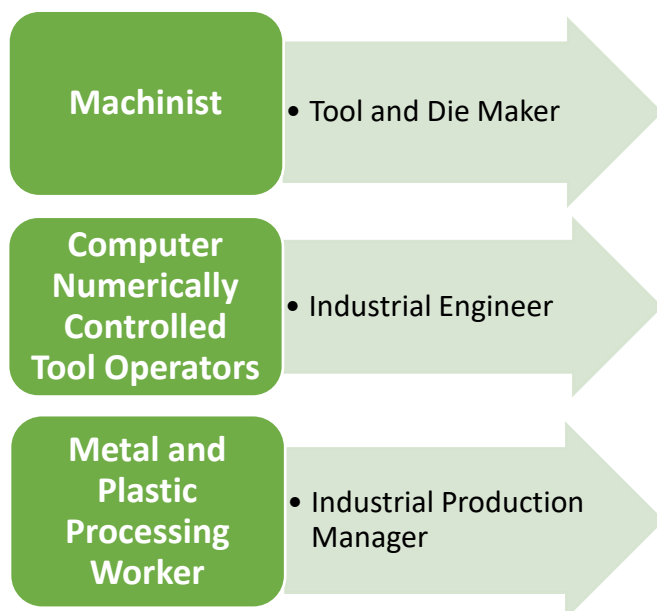 Machinist
• Tool and Die Maker
Computer
Numerically
Controlled
Tool Operators
• Industrial Engineer
Metal and
Plastic
Processing
Worker
• Industrial Production
Manager